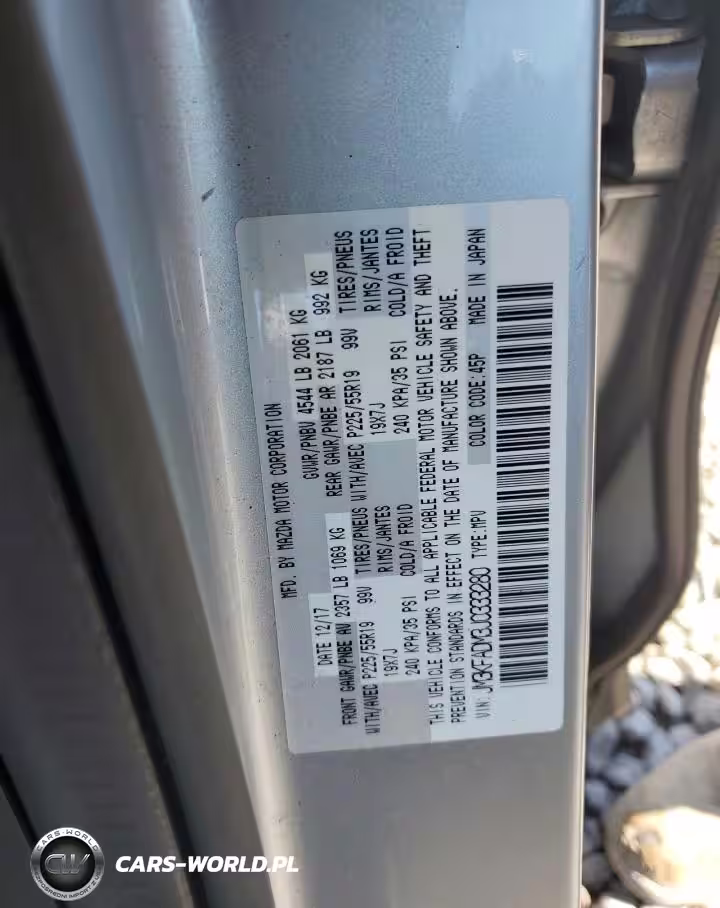 MFD. BY MAZDA MOTOR CORPORATION
DATE 12/17 GVWR/PNBV 4544 LB 2061 KG
FRONT GAWR/PNBE AV 2357 LB 1069 KG REAR GAWR/PNBE AR 2187 LB 992 KG
WITH/AVEC P225/55R19 99V TIRES/PNEUS WITH/AVEC P225/55R19 99V TIRES/PNEUS
19X7J RIMS/JANTES 19X7J RIMS/JANTES
240 KPA/35 PSI COLD/A FROID 240 KPA/35 PSI COLD/A FROID
THIS VEHICLE CONFORMS TO ALL APPLICABLE FEDERAL MOTOR VEHICLE SAFETY AND THEFT
PREVENTION STANDARDS IN EFFECT ON THE DATE OF MANUFACTURE SHOWN ABOVE.
VIN: JM3KFADM3J0333280 TYPE:MPV COLOR CODE:45P MADE IN JAPAN
CARS-WORLD
CW
CARS-WORLD.PL